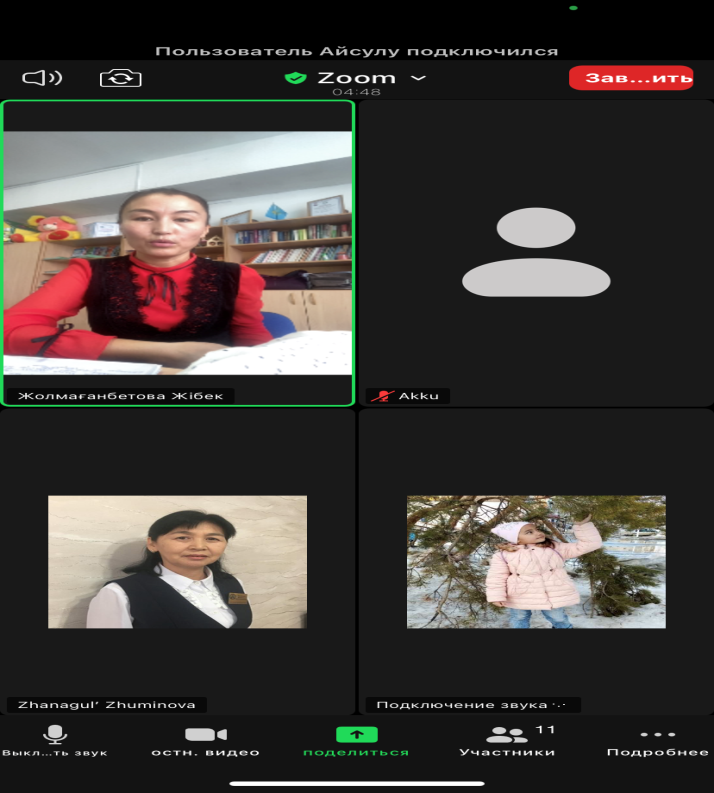 Пользователь Айсулу подключился
Zoom
Зав...ить
04:48
Жолмағанбетова Жібек
Akku
Zhanagul' Zhuminova
Подключение звука ···
11
Выкл...ть звук
остн. видео
поделиться
Участники
Подробнее